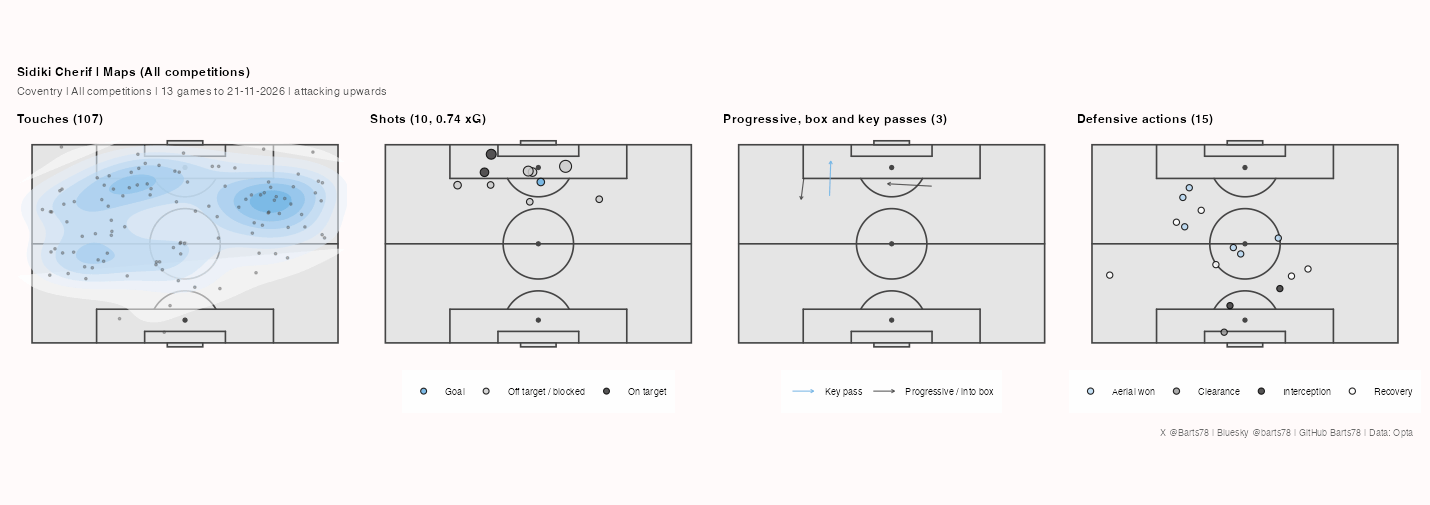 Sidiki Cherif | Maps (All competitions)
Coventry | All competitions | 13 games to 21-11-2026 | attacking upwards
Touches (107)
Shots (10, 0.74 xG)
Progressive, box and key passes (3)
Defensive actions (15)
Goal
Off target / blocked
On target
Key pass
Progressive / into box
Aerial won
Clearance
Interception
Recovery
X @Barts78 | Bluesky @barts78 | GitHub Barts78 | Data: Opta